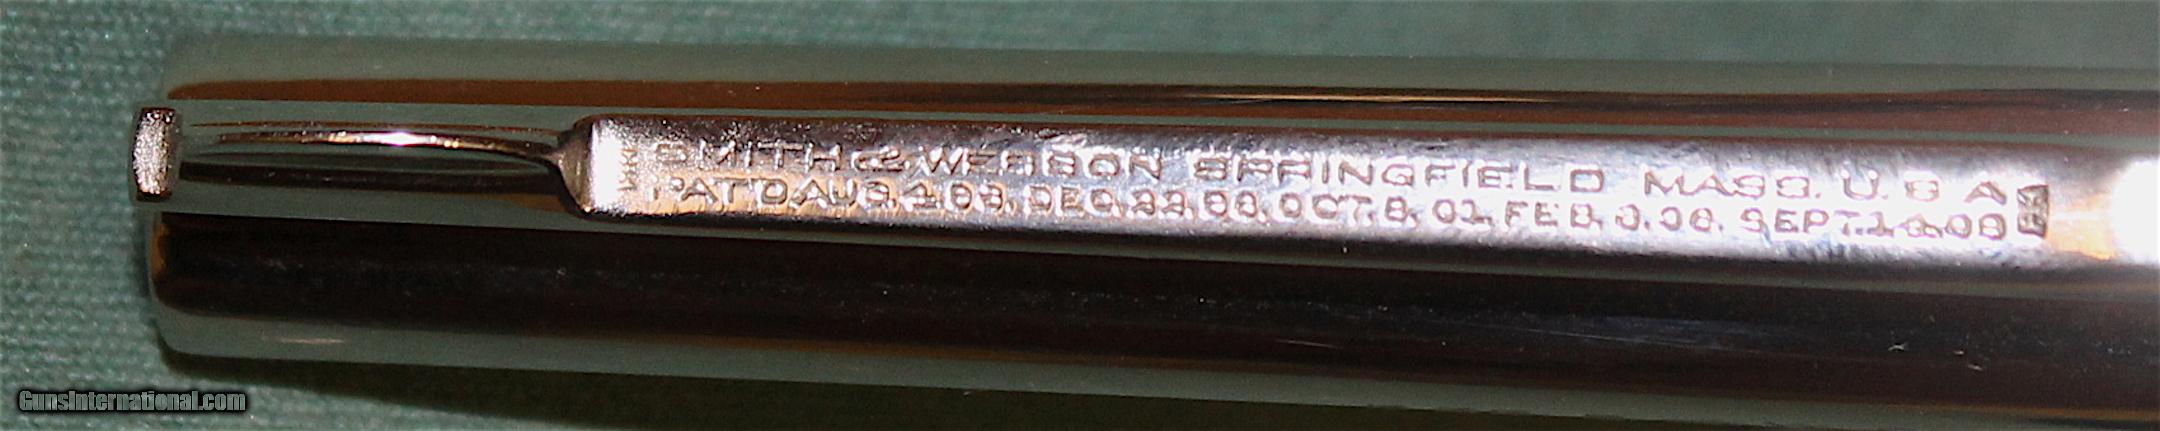 SMITH & WESSON SPRINGFIELD MASS. U.S.A
PAT'D. AUG. 4.96. DEC. 22.96. OCT. 8. 01. FEB. 6. 06. SEPT. 14. 09
GunsInternational.com